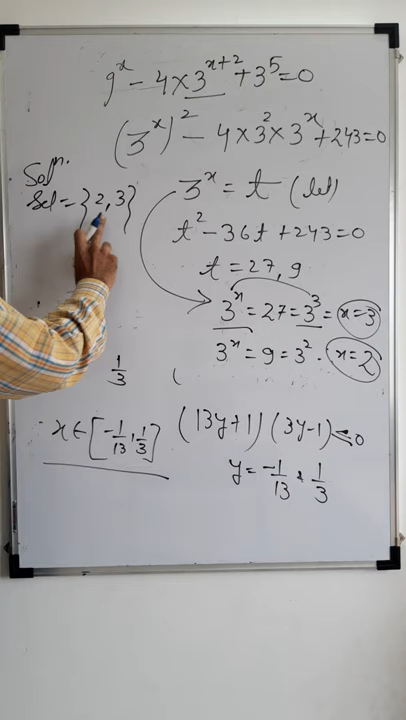 9^x - 4×3^(x+2) + 3^5 = 0
(3^x)^2 - 4×3^2×3^x + 243 = 0
Solⁿ.
Set = {2,3}
3^x = t (let)
t^2 - 36t + 243 = 0
t = 27, 9
3^x = 27 = 3^3 = x = 3
3^x = 9 = 3^2. x = 2
1/3 (
x ∈ [-1/13, 1/3] (13y+1) (3y-1) ≤ 0
y = -1/13 & 1/3